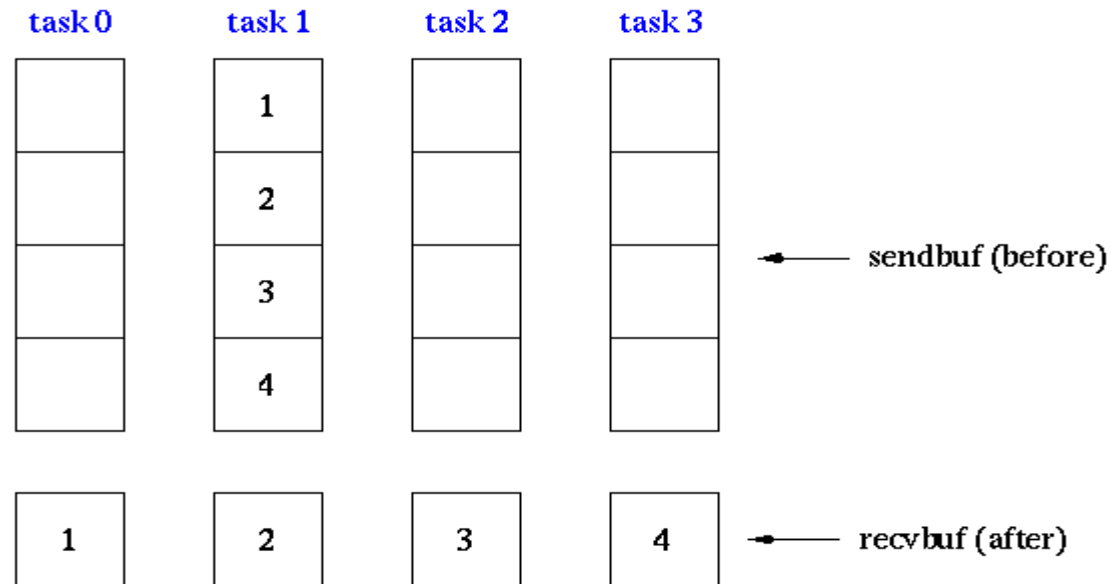 task 0 task 1 task 2 task 3
1
2
sendbuf (before)
3
4
1 2 3 4 recvbuf (after)